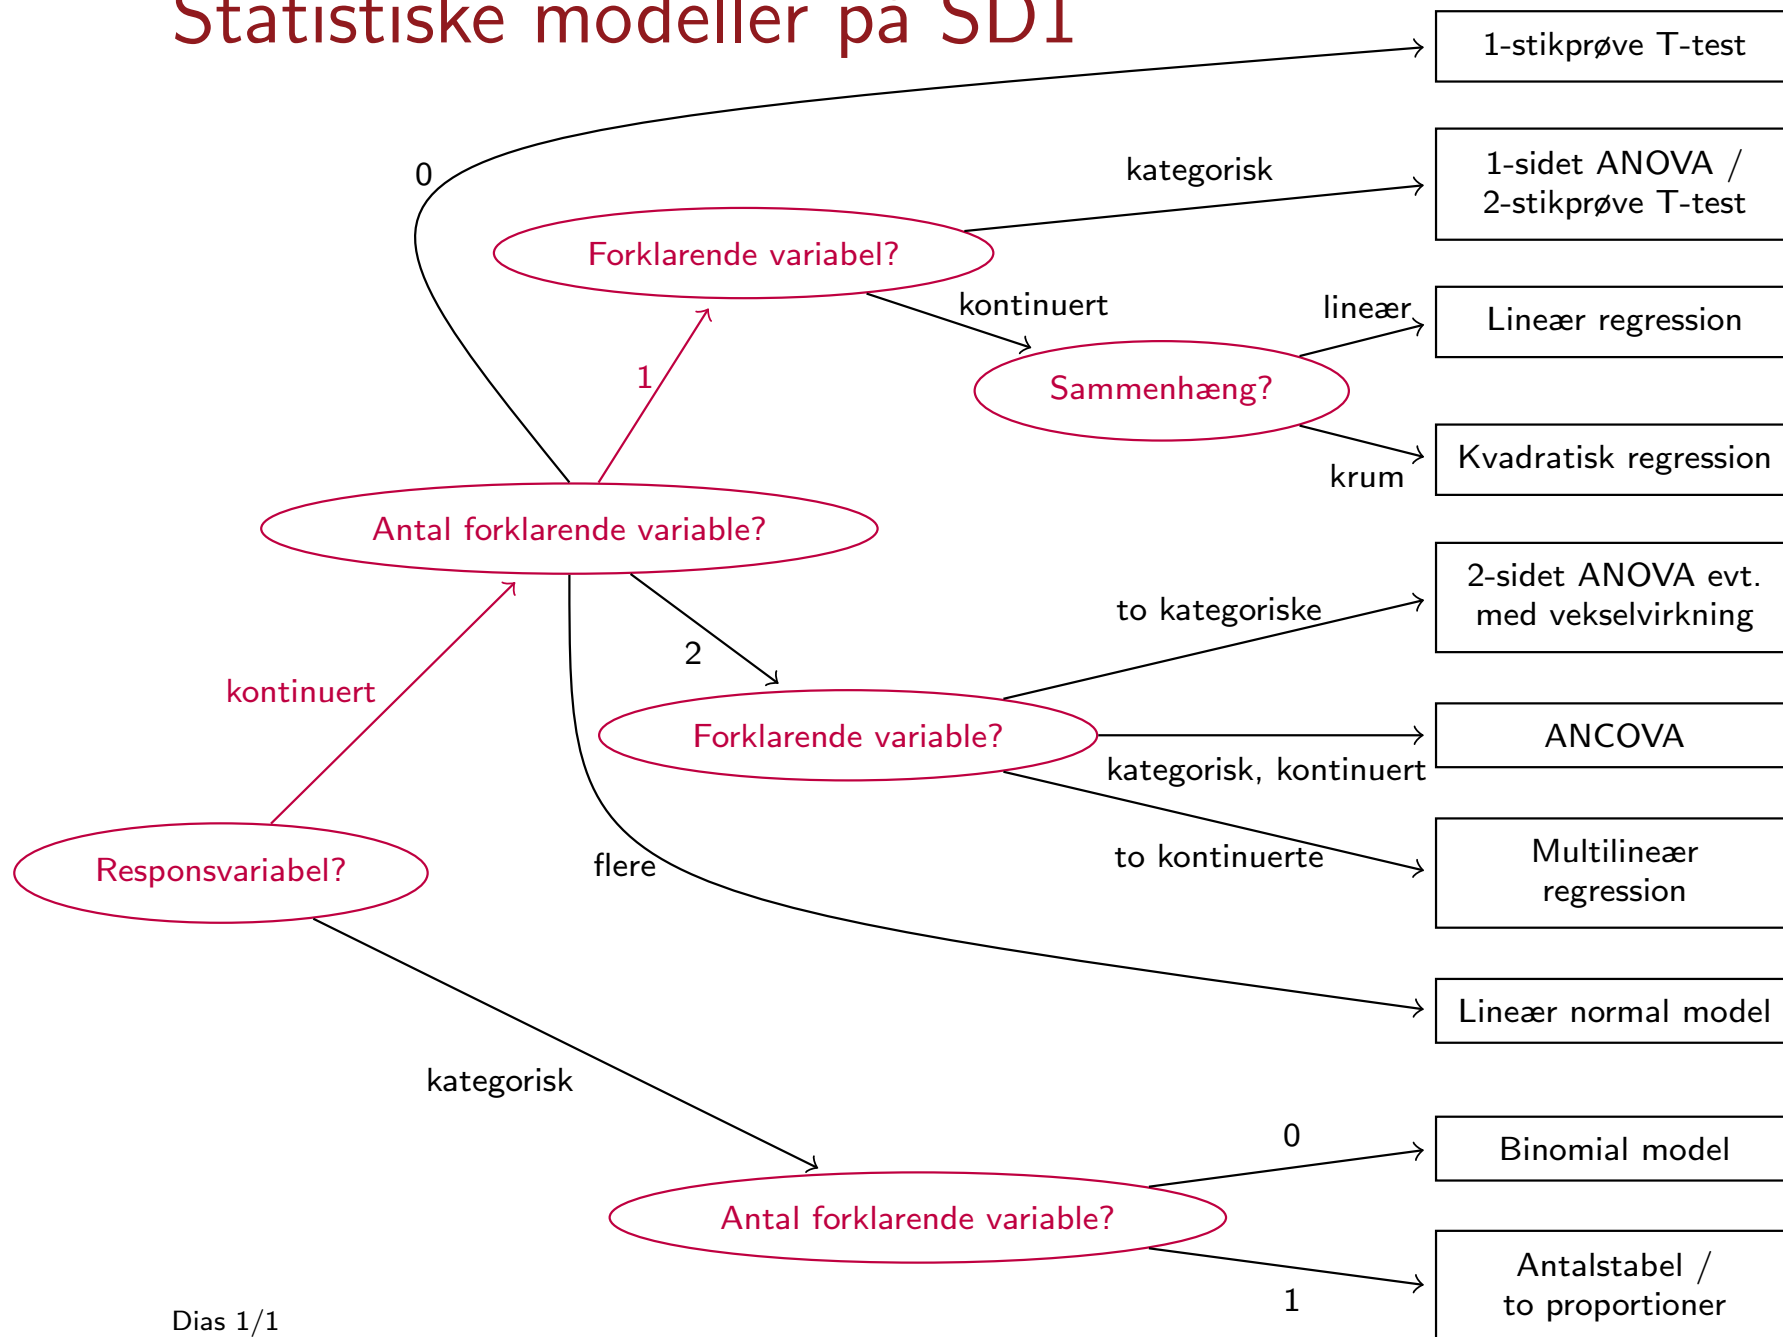 Statistiske modeller på SD1
1-stikprøve T-test
0
kategorisk
1-sidet ANOVA /
2-stikprøve T-test
Forklarende variabel?
kontinuert
lineær
Lineær regression
1
Sammenhæng?
krum
Kvadratisk regression
Antal forklarende variable?
2-sidet ANOVA evt.
med vekselvirkning
to kategoriske
2
kontinuert
Forklarende variable?
ANCOVA
kategorisk, kontinuert
to kontinuerte
Multilineær
regression
flere
Responsvariabel?
Lineær normal model
kategorisk
0
Binomial model
Antal forklarende variable?
1
Antalstabel /
to proportioner
Dias 1/1